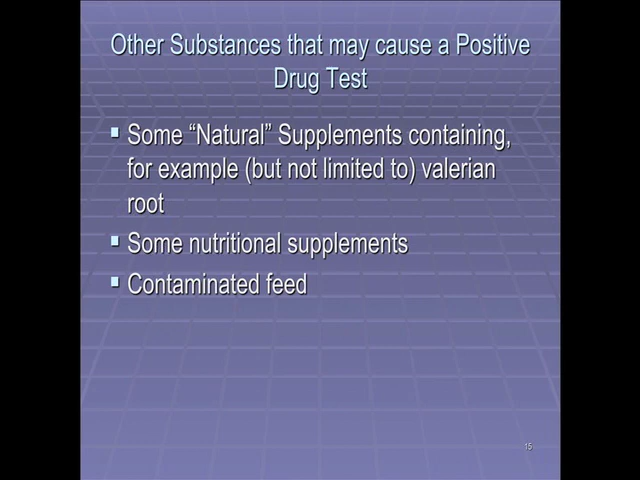 Other Substances that may cause a Positive
Drug Test
Some “Natural” Supplements containing,
for example (but not limited to) valerian
root
Some nutritional supplements
Contaminated feed
15